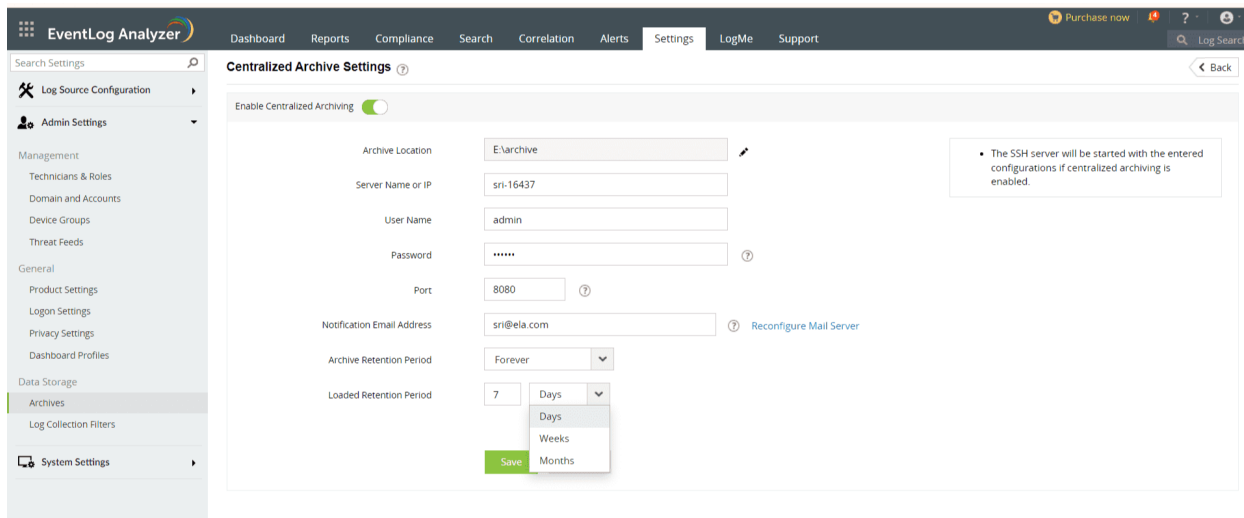 Purchase now
4
?
EventLog Analyzer
Dashboard Reports Compliance Search Correlation Alerts Settings LogMe Support
Log Search
Search Settings
Log Source Configuration
Admin Settings
Management
Technicians & Roles
Domain and Accounts
Device Groups
Threat Feeds
General
Product Settings
Logon Settings
Privacy Settings
Dashboard Profiles
Data Storage
Archives
Log Collection Filters
System Settings
Centralized Archive Settings ?
Back
Enable Centralized Archiving
Archive Location E:\archive
Server Name or IP sri-16437
User Name admin
Password •••••• ?
Port 8080 ?
Notification Email Address sri@ela.com ? Reconfigure Mail Server
Archive Retention Period Forever
Loaded Retention Period 7 Days
Days
Weeks
Months
Save
• The SSH server will be started with the entered
configurations if centralized archiving is
enabled.